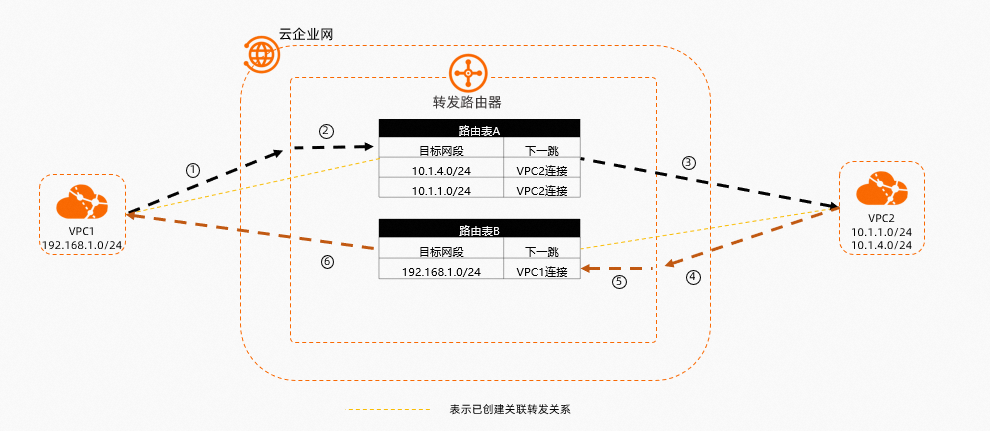 云企业网
转发路由器
路由表A
目标网段 下一跳
10.1.4.0/24 VPC2连接
10.1.1.0/24 VPC2连接
① ② ③
VPC1
192.168.1.0/24
VPC2
10.1.1.0/24
10.1.4.0/24
路由表B
目标网段 下一跳
192.168.1.0/24 VPC1连接
⑥ ⑤ ④
表示已创建关联转发关系